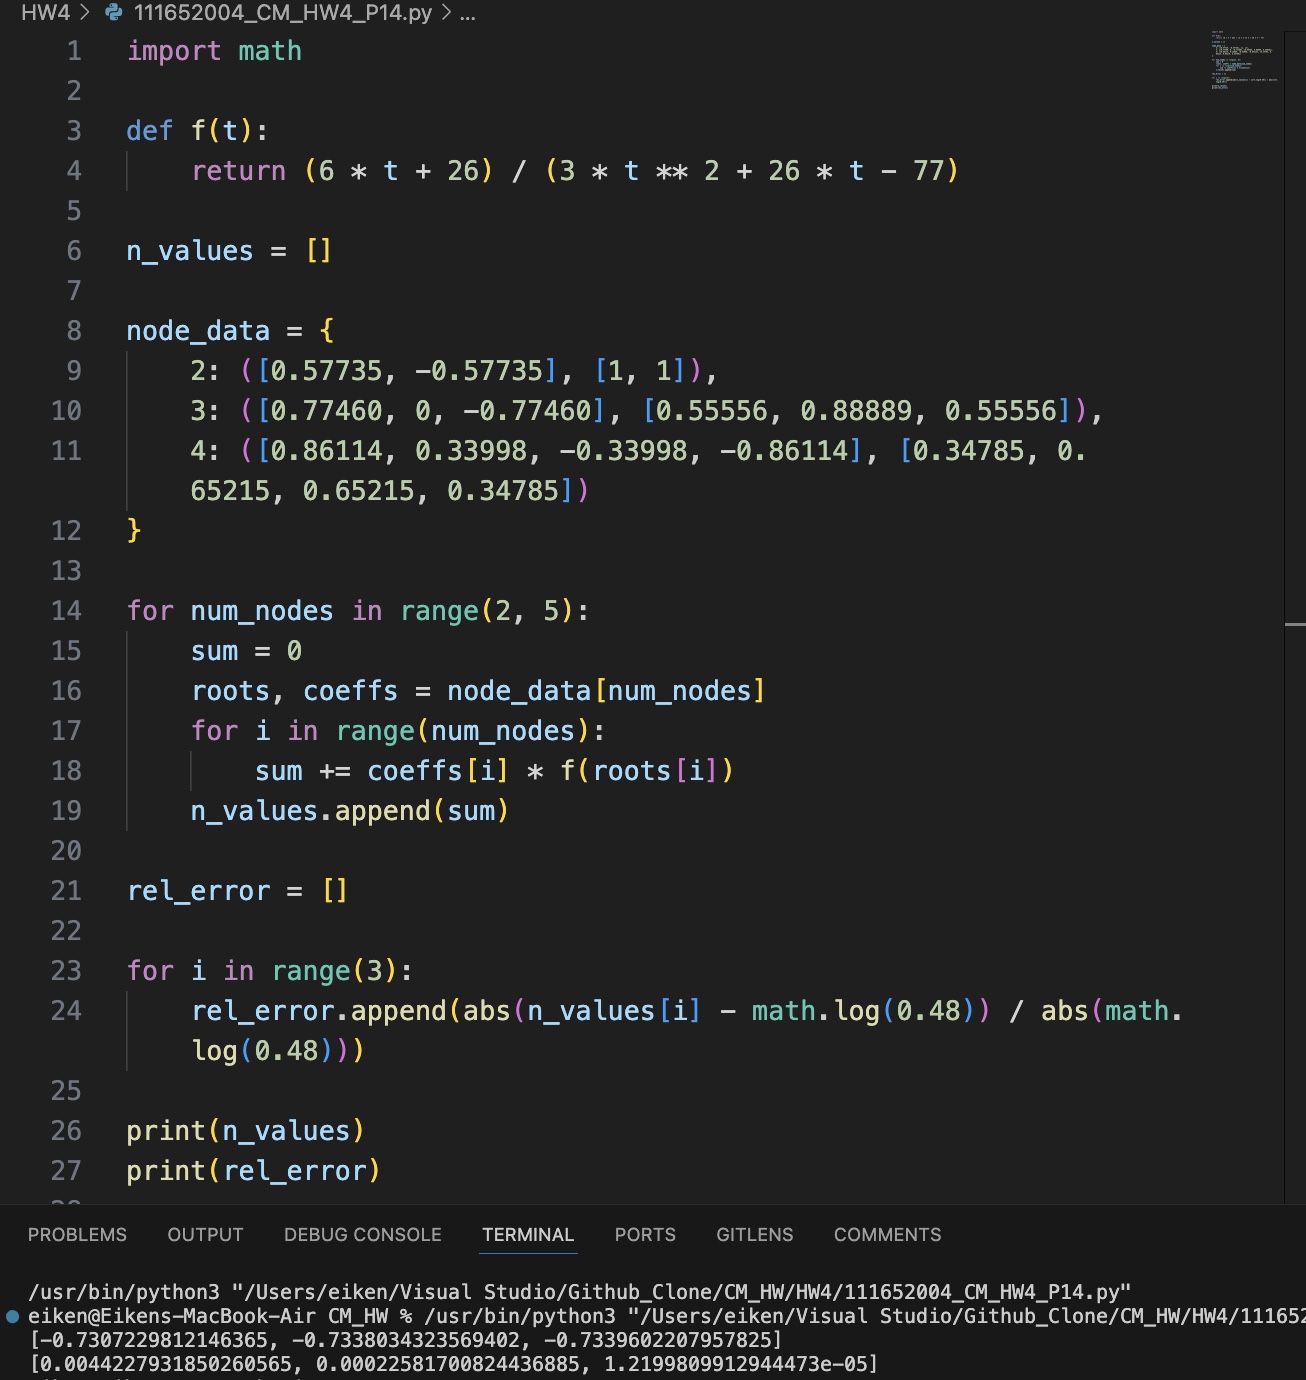 HW4 > 111652004_CM_HW4_P14.py > ...
1 import math
2
3 def f(t):
4     return (6 * t + 26) / (3 * t ** 2 + 26 * t - 77)
5
6 n_values = []
7
8 node_data = {
9     2: ([0.57735, -0.57735], [1, 1]),
10     3: ([0.77460, 0, -0.77460], [0.55556, 0.88889, 0.55556]),
11     4: ([0.86114, 0.33998, -0.33998, -0.86114], [0.34785, 0.
65215, 0.65215, 0.34785])
12 }
13
14 for num_nodes in range(2, 5):
15     sum = 0
16     roots, coeffs = node_data[num_nodes]
17     for i in range(num_nodes):
18         sum += coeffs[i] * f(roots[i])
19     n_values.append(sum)
20
21 rel_error = []
22
23 for i in range(3):
24     rel_error.append(abs(n_values[i] - math.log(0.48)) / abs(math.
log(0.48)))
25
26 print(n_values)
27 print(rel_error)
PROBLEMS OUTPUT DEBUG CONSOLE TERMINAL PORTS GITLENS COMMENTS
/usr/bin/python3 "/Users/eiken/Visual Studio/Github_Clone/CM_HW/HW4/111652004_CM_HW4_P14.py"
eiken@Eikens-MacBook-Air CM_HW % /usr/bin/python3 "/Users/eiken/Visual Studio/Github_Clone/CM_HW/HW4/111652
[-0.7307229812146365, -0.7338034323569402, -0.7339602207957825]
[0.0044227931850260565, 0.00022581700824436885, 1.2199809912944473e-05]